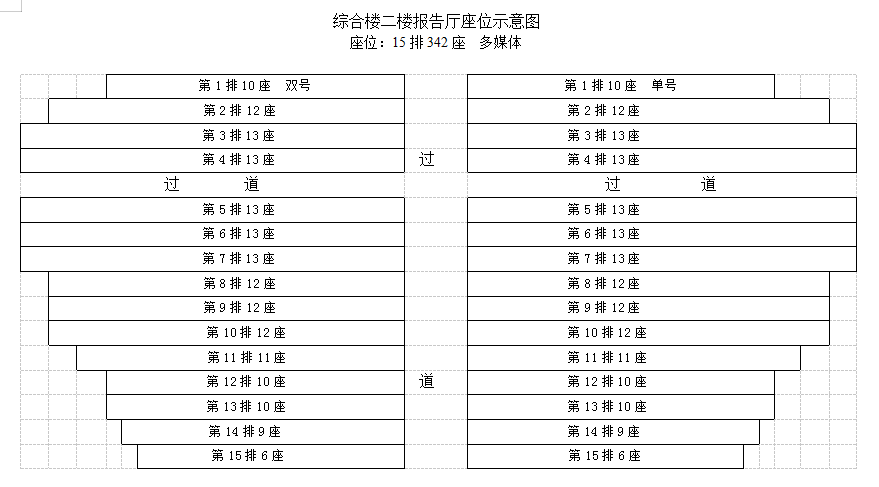 综合楼二楼报告厅座位示意图
座位：15排342座　多媒体
第1排10座　双号　第1排10座　单号
第2排12座　第2排12座
第3排13座　第3排13座
第4排13座　过　第4排13座
过　道　过　道
第5排13座　第5排13座
第6排13座　第6排13座
第7排13座　第7排13座
第8排12座　第8排12座
第9排12座　第9排12座
第10排12座　第10排12座
第11排11座　第11排11座
第12排10座　道　第12排10座
第13排10座　第13排10座
第14排9座　第14排9座
第15排6座　第15排6座